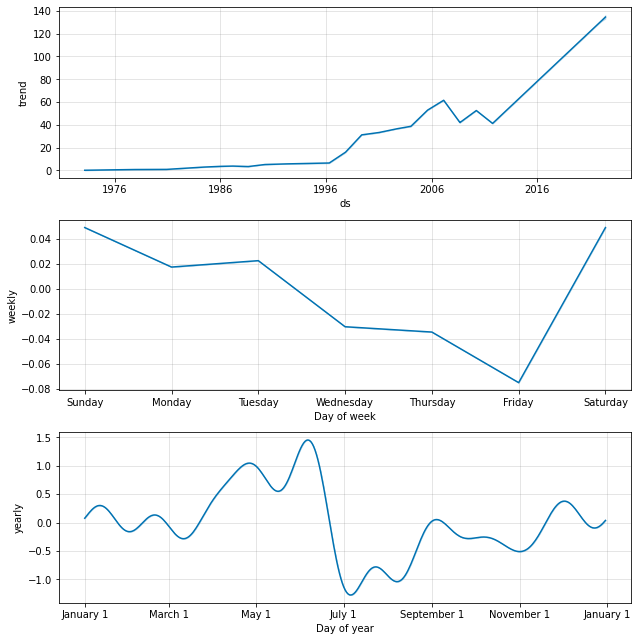 140
120
100
80
60
40
20
0
trend
1976 1986 1996 2006 2016
ds
0.04
0.02
0.00
−0.02
−0.04
−0.06
−0.08
weekly
Sunday Monday Tuesday Wednesday Thursday Friday Saturday
Day of week
1.5
1.0
0.5
0.0
−0.5
−1.0
yearly
January 1 March 1 May 1 July 1 September 1 November 1 January 1
Day of year